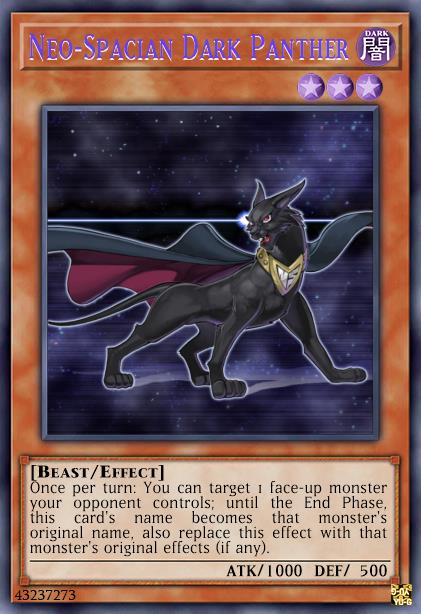 Neo-Spacian Dark Panther
DARK
闇
NS
[Beast/Effect]
Once per turn: You can target 1 face-up monster
your opponent controls; until the End Phase,
this card's name becomes that monster's
original name, also replace this effect with that
monster's original effects (if any).
ATK/1000 DEF/ 500
43237273